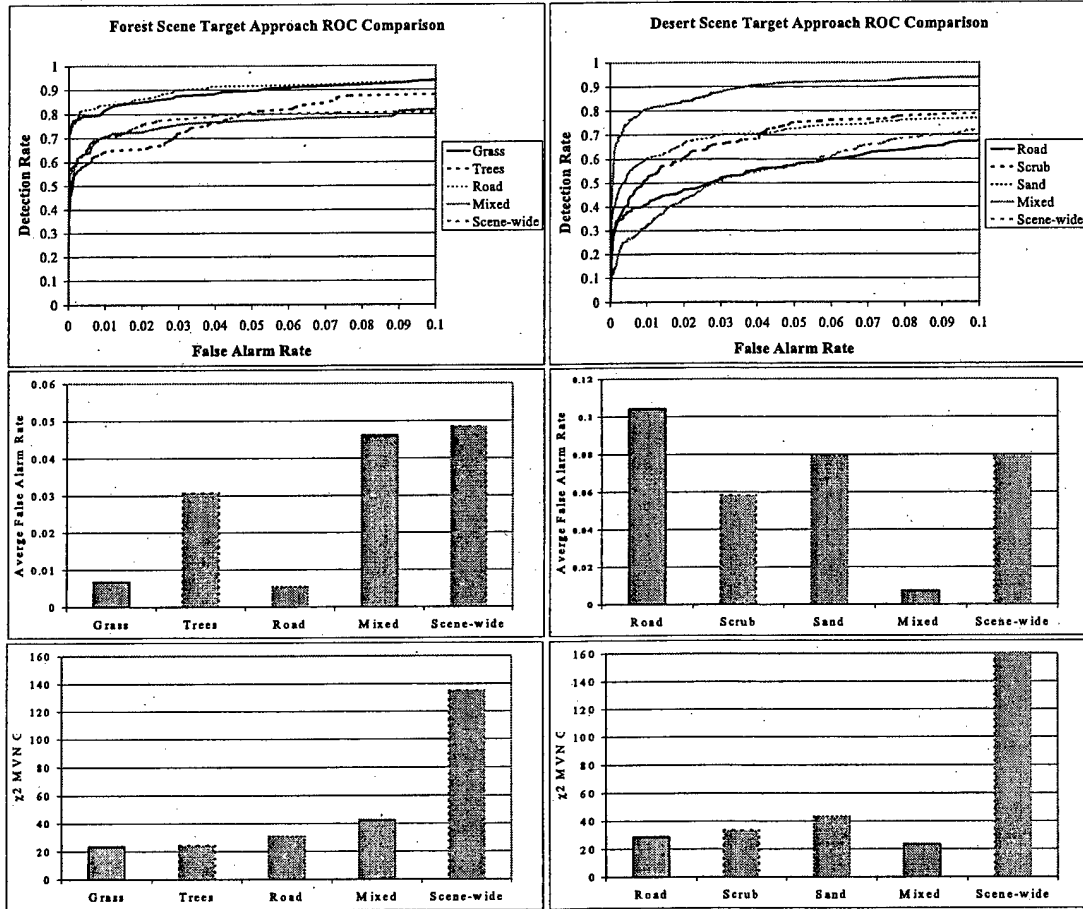 Forest Scene Target Approach ROC Comparison
Detection Rate
1
0.9
0.8
0.7
0.6
0.5
0.4
0.3
0.2
0.1
0
0 0.01 0.02 0.03 0.04 0.05 0.06 0.07 0.08 0.09 0.1
False Alarm Rate
Grass
Trees
Road
Mixed
Scene-wide
Desert Scene Target Approach ROC Comparison
Detection Rate
1
0.9
0.8
0.7
0.6
0.5
0.4
0.3
0.2
0.1
0
0 0.01 0.02 0.03 0.04 0.05 0.06 0.07 0.08 0.09 0.1
False Alarm Rate
Road
Scrub
Sand
Mixed
Scene-wide
Averge False Alarm Rate
0.06
0.05
0.04
0.03
0.02
0.01
0
Grass Trees Road Mixed Scene-wide
Averge False Alarm Rate
0.12
0.1
0.08
0.06
0.04
0.02
0
Road Scrub Sand Mixed Scene-wide
χ2 MVN C
160
140
120
100
80
60
40
20
0
Grass Trees Road Mixed Scene-wide
χ2 MVN C
160
140
120
100
80
60
40
20
0
Road Scrub Sand Mixed Scene-wide